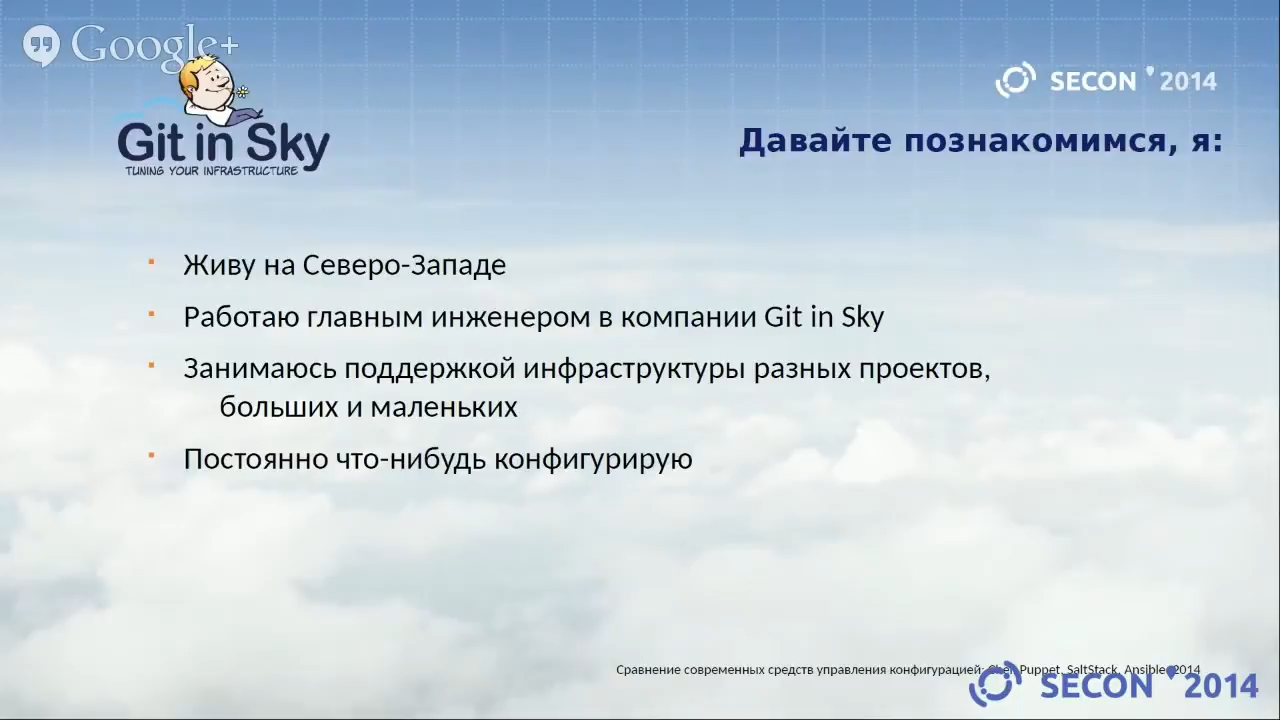 Google+
SECON 2014
Git in Sky
TUNING YOUR INFRASTRUCTURE
Давайте познакомимся, я:
Живу на Северо-Западе
Работаю главным инженером в компании Git in Sky
Занимаюсь поддержкой инфраструктуры разных проектов,
больших и маленьких
Постоянно что-нибудь конфигурирую
Сравнение современных средств управления конфигурацией: Puppet, SaltStack, Ansible 2014
SECON 2014